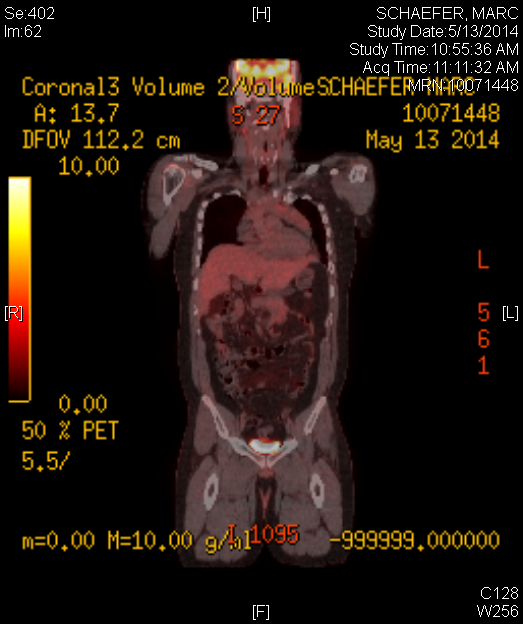 Se:402
Im:62
[H]
SCHAEFER, MARC
Study Date:5/13/2014
Study Time:10:55:36 AM
Acq Time:11:11:32 AM
MRN:10071448
Coronal3 Volume 2/VolumeSCHAEFER, MARC
A: 13.7
S 27
10071448
DFOV 112.2 cm
May 13 2014
10.00
L
[R]
5
[L]
6
1
0.00
50 % PET
5.5/
I 1095
m=0.00 M=10.00 g/ml
-999999.000000
C128
[F]
W256